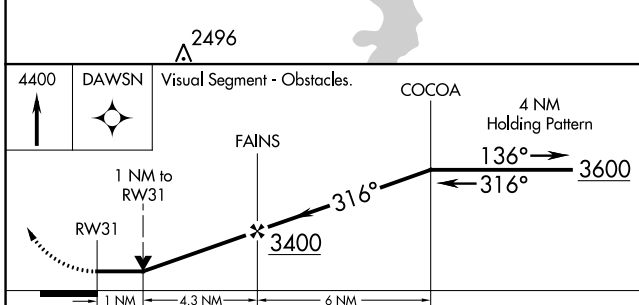 2496
4400
DAWSN
Visual Segment - Obstacles.
COCOA
4 NM
Holding Pattern
FAINS
136°
316°
3600
1 NM to
RW31
316°
RW31
3400
1 NM
4.3 NM
6 NM